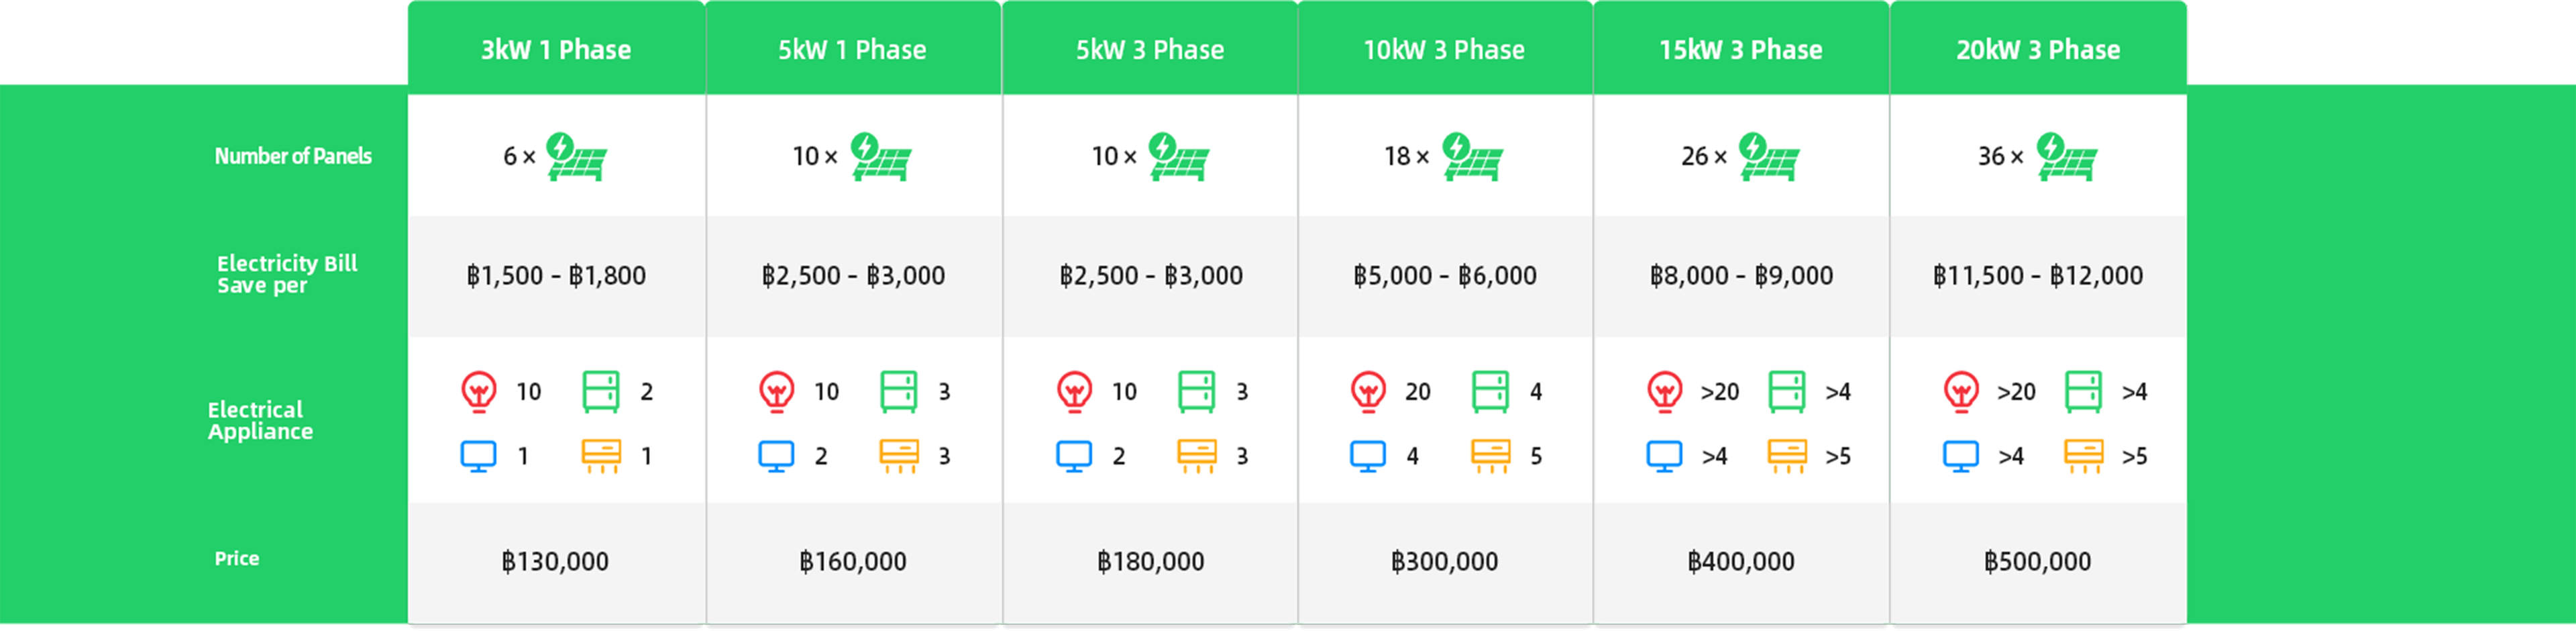 3kW 1 Phase 5kW 1 Phase 5kW 3 Phase 10kW 3 Phase 15kW 3 Phase 20kW 3 Phase
Number of Panels 6 × 10 × 10 × 18 × 26 × 36 ×
Electricity Bill
Save per
฿1,500 - ฿1,800 ฿2,500 - ฿3,000 ฿2,500 - ฿3,000 ฿5,000 - ฿6,000 ฿8,000 - ฿9,000 ฿11,500 - ฿12,000
Electrical
Appliance
10 2 10 3 10 3 20 4 >20 >4 >20 >4
1 1 2 3 2 3 4 5 >4 >5 >4 >5
Price ฿130,000 ฿160,000 ฿180,000 ฿300,000 ฿400,000 ฿500,000